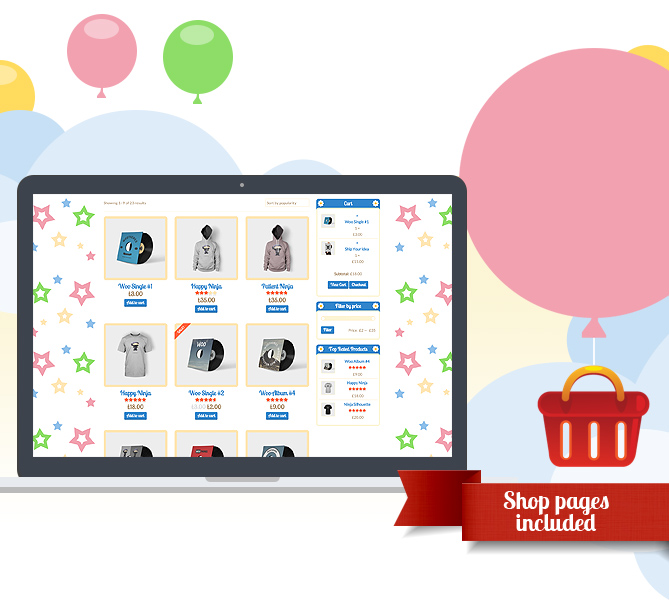 Showing 1–9 of 23 results
Sort by popularity
Woo Single #1
£3.00
Add to cart
Happy Ninja
£35.00
Add to cart
Patient Ninja
£35.00
Add to cart
Happy Ninja
£18.00
Add to cart
Woo Single #2
£3.00 £2.00
Add to cart
Woo Album #4
£9.00
Add to cart
Cart
×
Woo Single #1
1 ×
£3.00
×
Ship Your Idea
1 ×
£15.00
Subtotal: £18.00
View Cart
Checkout
Filter by price
Filter
Top Rated Products
Woo Album #4
£9.00
Happy Ninja
£18.00
Ninja Silhouette
£20.00
WOO
Shop pages
included